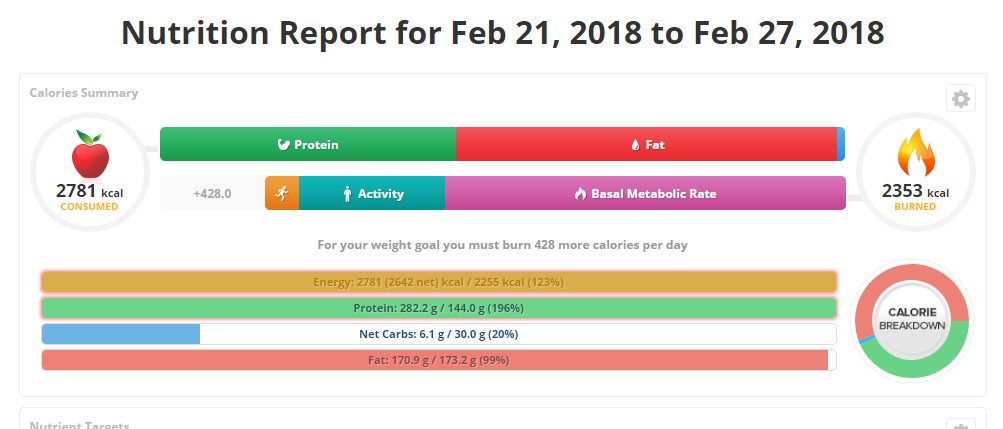 Nutrition Report for Feb 21, 2018 to Feb 27, 2018
Calories Summary
2781 kcal
CONSUMED
Protein
Fat
2353 kcal
BURNED
+428.0
Activity
Basal Metabolic Rate
For your weight goal you must burn 428 more calories per day
Energy: 2781 (2642 net) kcal / 2255 kcal (123%)
Protein: 282.2 g / 144.0 g (196%)
Net Carbs: 6.1 g / 30.0 g (20%)
Fat: 170.9 g / 173.2 g (99%)
CALORIE
BREAKDOWN
Nutrient Targets